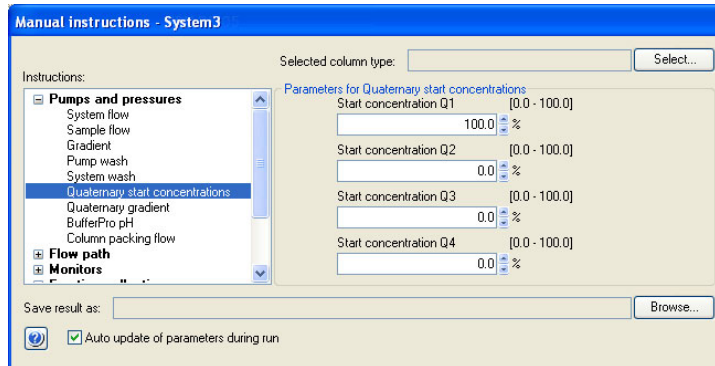 Manual instructions - System3
Selected column type:
Select...
Instructions:
Pumps and pressures
System flow
Sample flow
Gradient
Pump wash
System wash
Quaternary start concentrations
Quaternary gradient
BufferPro pH
Column packing flow
Flow path
Monitors
Parameters for Quaternary start concentrations
Start concentration Q1 [0.0 - 100.0]
100.0 %
Start concentration Q2 [0.0 - 100.0]
0.0 %
Start concentration Q3 [0.0 - 100.0]
0.0 %
Start concentration Q4 [0.0 - 100.0]
0.0 %
Save result as:
Browse...
Auto update of parameters during run